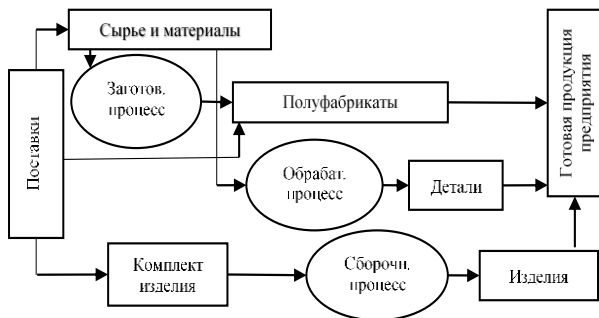 Сырье и материалы
Поставки
Заготов.
процесс
Полуфабрикаты
Готовая продукция
предприятия
Обрабат.
процесс
Детали
Комплект
изделия
Сборочн.
процесс
Изделия